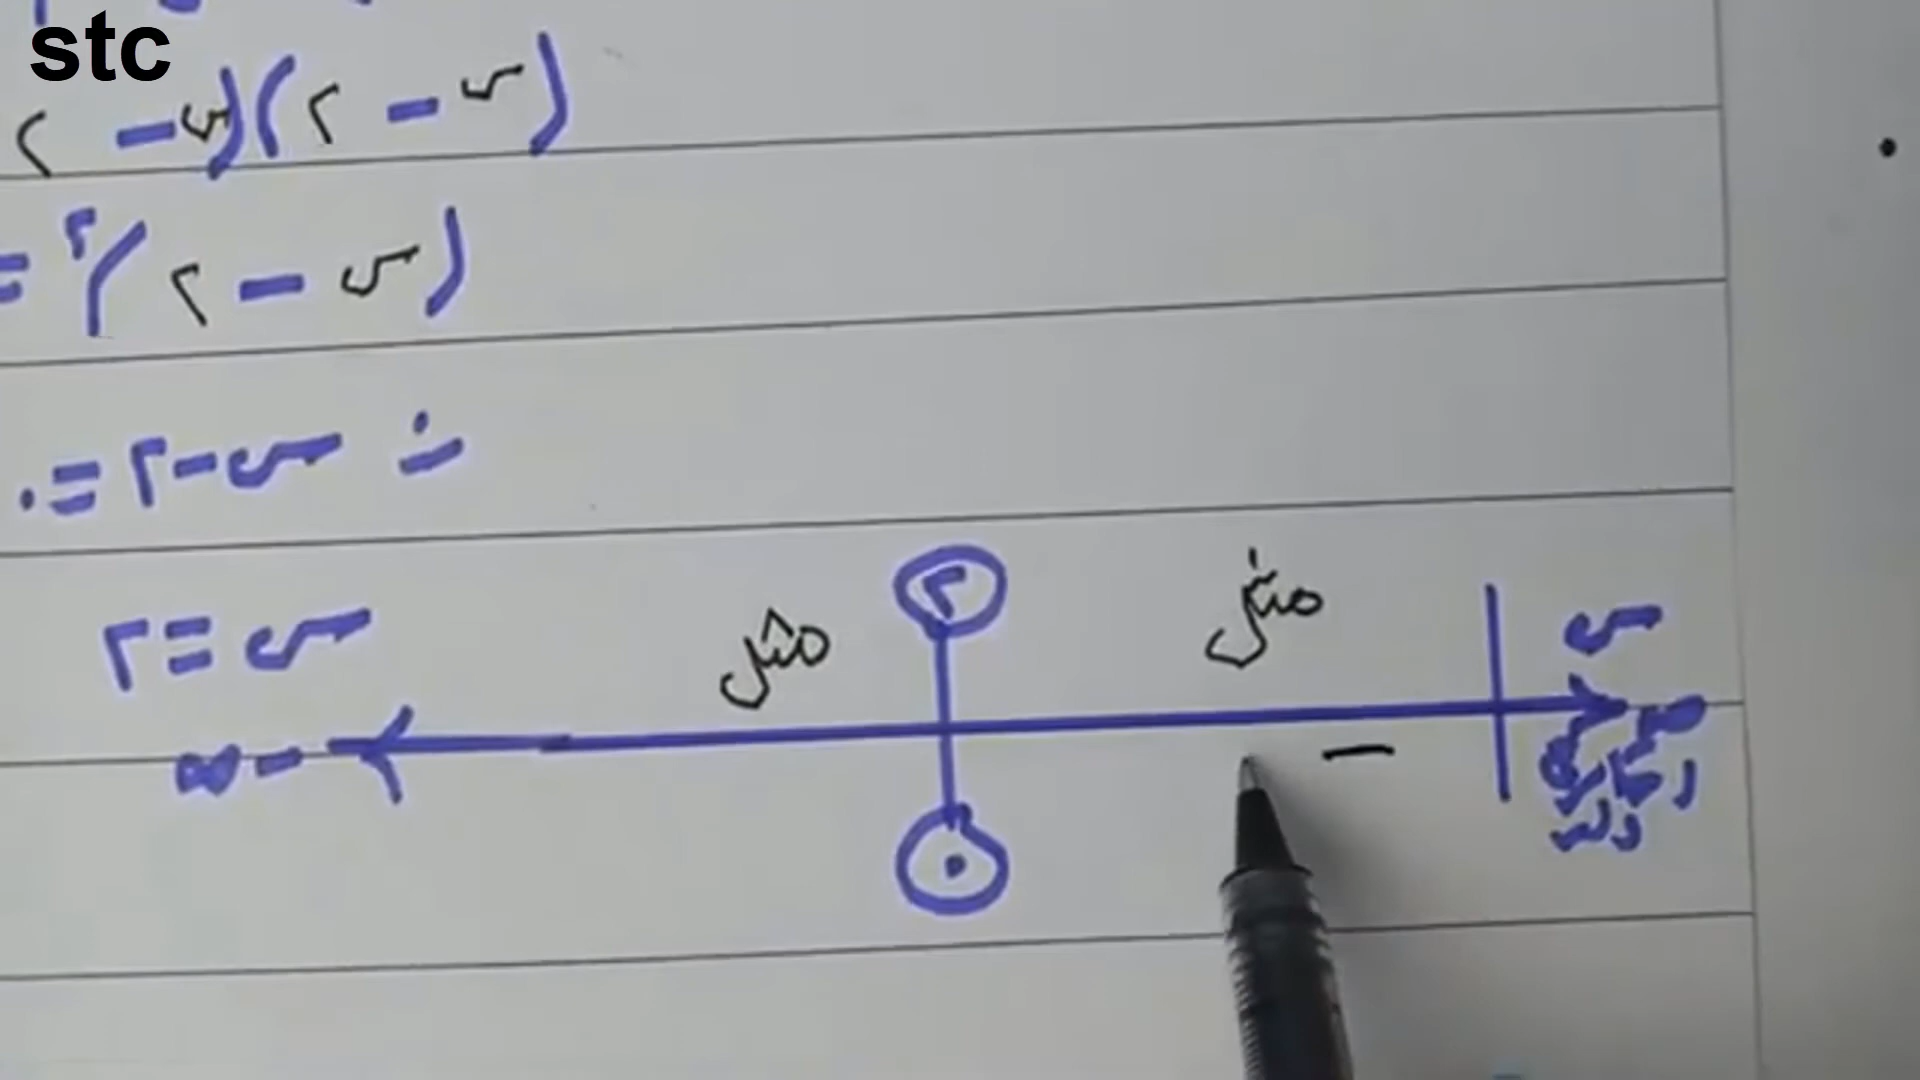 stc
(س - ٢)(س - ٢
(س - ٢)٢ =
∴ س - ٢ = ٠
س = ٢
س
مثل ٢ مثل
- ∞
-
٠